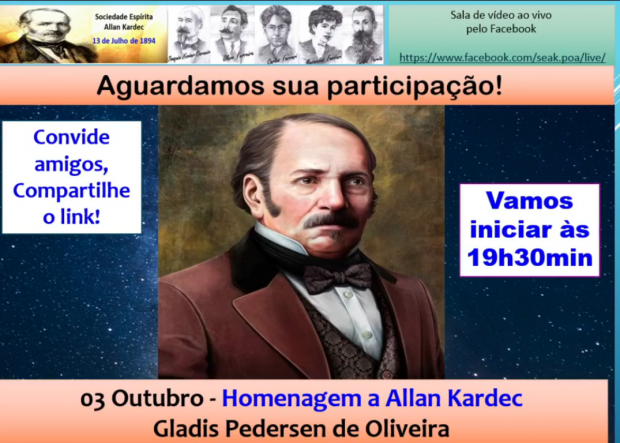 Sociedade Espírita
Allan Kardec
13 de Julho de 1894
Sala de vídeo ao vivo
pelo Facebook
https://www.facebook.com/seak.poa/live/
Aguardamos sua participação!
Convide
amigos,
Compartilhe
o link!
Vamos
iniciar às
19h30min
03 Outubro - Homenagem a Allan Kardec
Gladis Pedersen de Oliveira